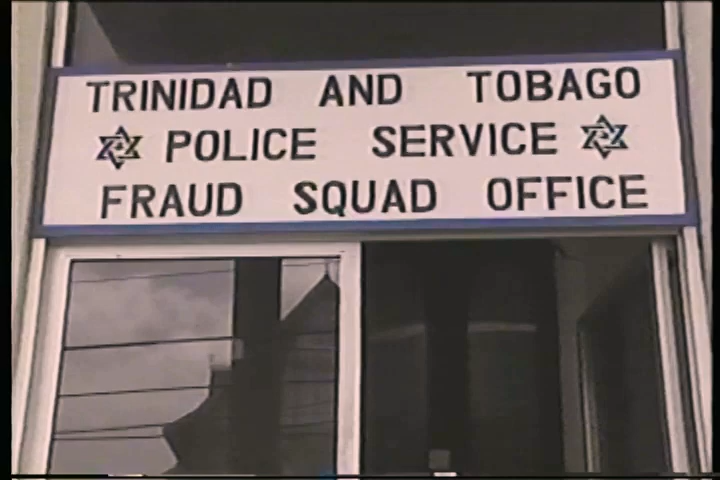 TRINIDAD AND TOBAGO
POLICE SERVICE
FRAUD SQUAD OFFICE